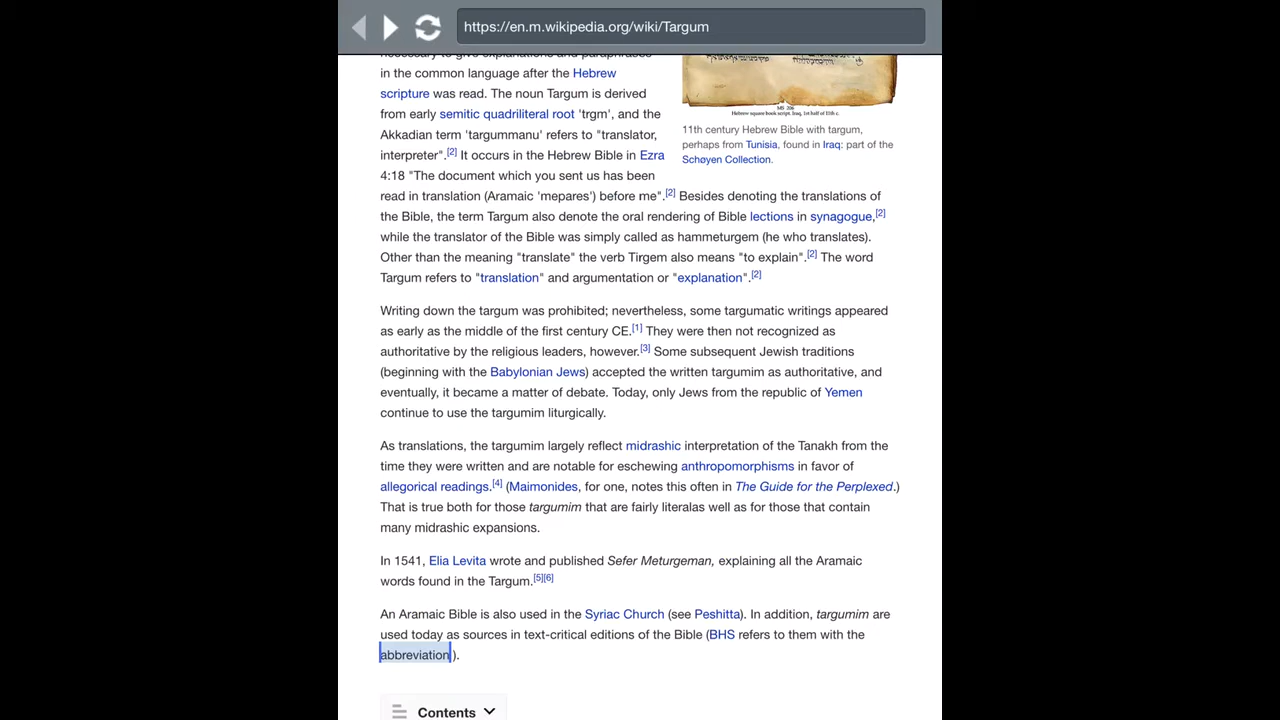 https://en.m.wikipedia.org/wiki/Targum
necessary to give explanations and paraphrases
in the common language after the Hebrew
scripture was read. The noun Targum is derived
from early semitic quadriliteral root 'trgm', and the
Akkadian term 'targummanu' refers to "translator,
interpreter".[2] It occurs in the Hebrew Bible in Ezra
4:18 "The document which you sent us has been
read in translation (Aramaic 'mepares') before me".[2] Besides denoting the translations of
the Bible, the term Targum also denote the oral rendering of Bible lections in synagogue,[2]
while the translator of the Bible was simply called as hammeturgem (he who translates).
Other than the meaning "translate" the verb Tirgem also means "to explain".[2] The word
Targum refers to "translation" and argumentation or "explanation".[2]
MS 206
Hebrew square book script. Iraq, 1st half of 11th c.
11th century Hebrew Bible with targum,
perhaps from Tunisia, found in Iraq: part of the
Schøyen Collection.
Writing down the targum was prohibited; nevertheless, some targumatic writings appeared
as early as the middle of the first century CE.[1] They were then not recognized as
authoritative by the religious leaders, however.[3] Some subsequent Jewish traditions
(beginning with the Babylonian Jews) accepted the written targumim as authoritative, and
eventually, it became a matter of debate. Today, only Jews from the republic of Yemen
continue to use the targumim liturgically.
As translations, the targumim largely reflect midrashic interpretation of the Tanakh from the
time they were written and are notable for eschewing anthropomorphisms in favor of
allegorical readings.[4] (Maimonides, for one, notes this often in The Guide for the Perplexed.)
That is true both for those targumim that are fairly literalas well as for those that contain
many midrashic expansions.
In 1541, Elia Levita wrote and published Sefer Meturgeman, explaining all the Aramaic
words found in the Targum.[5][6]
An Aramaic Bible is also used in the Syriac Church (see Peshitta). In addition, targumim are
used today as sources in text-critical editions of the Bible (BHS refers to them with the
abbreviation ).
Contents